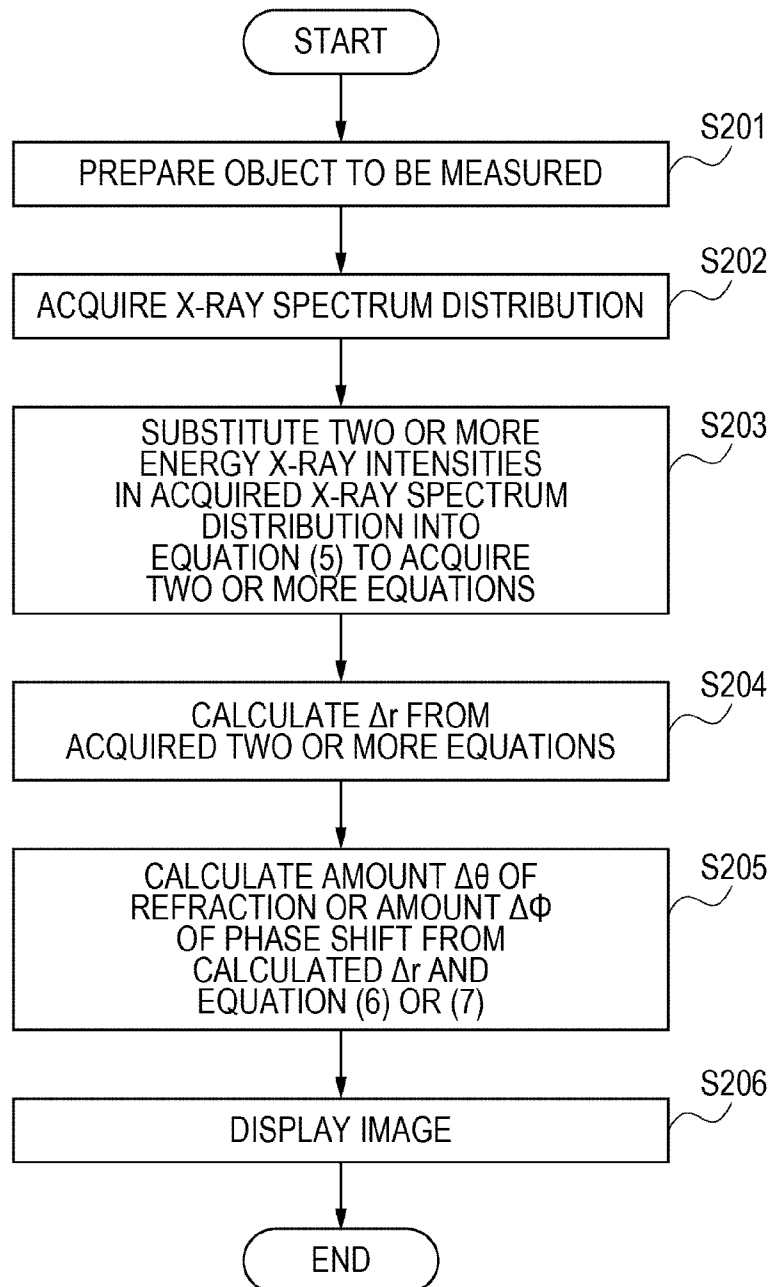 START
S201
PREPARE OBJECT TO BE MEASURED
S202
ACQUIRE X-RAY SPECTRUM DISTRIBUTION
S203
SUBSTITUTE TWO OR MORE
ENERGY X-RAY INTENSITIES
IN ACQUIRED X-RAY SPECTRUM
DISTRIBUTION INTO
EQUATION (5) TO ACQUIRE
TWO OR MORE EQUATIONS
S204
CALCULATE Δr FROM
ACQUIRED TWO OR MORE EQUATIONS
S205
CALCULATE AMOUNT Δθ OF
REFRACTION OR AMOUNT ΔΦ
OF PHASE SHIFT FROM
CALCULATED Δr AND
EQUATION (6) OR (7)
S206
DISPLAY IMAGE
END